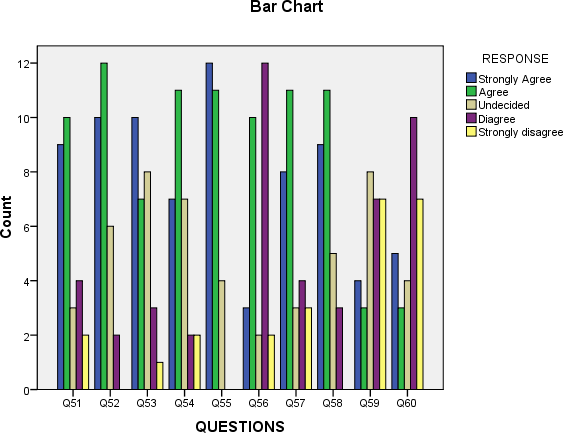 Bar Chart
RESPONSE
Strongly Agree
Agree
Undecided
Diagree
Strongly disagree
Count
12
10
8
6
4
2
0
Q51 Q52 Q53 Q54 Q55 Q56 Q57 Q58 Q59 Q60
QUESTIONS